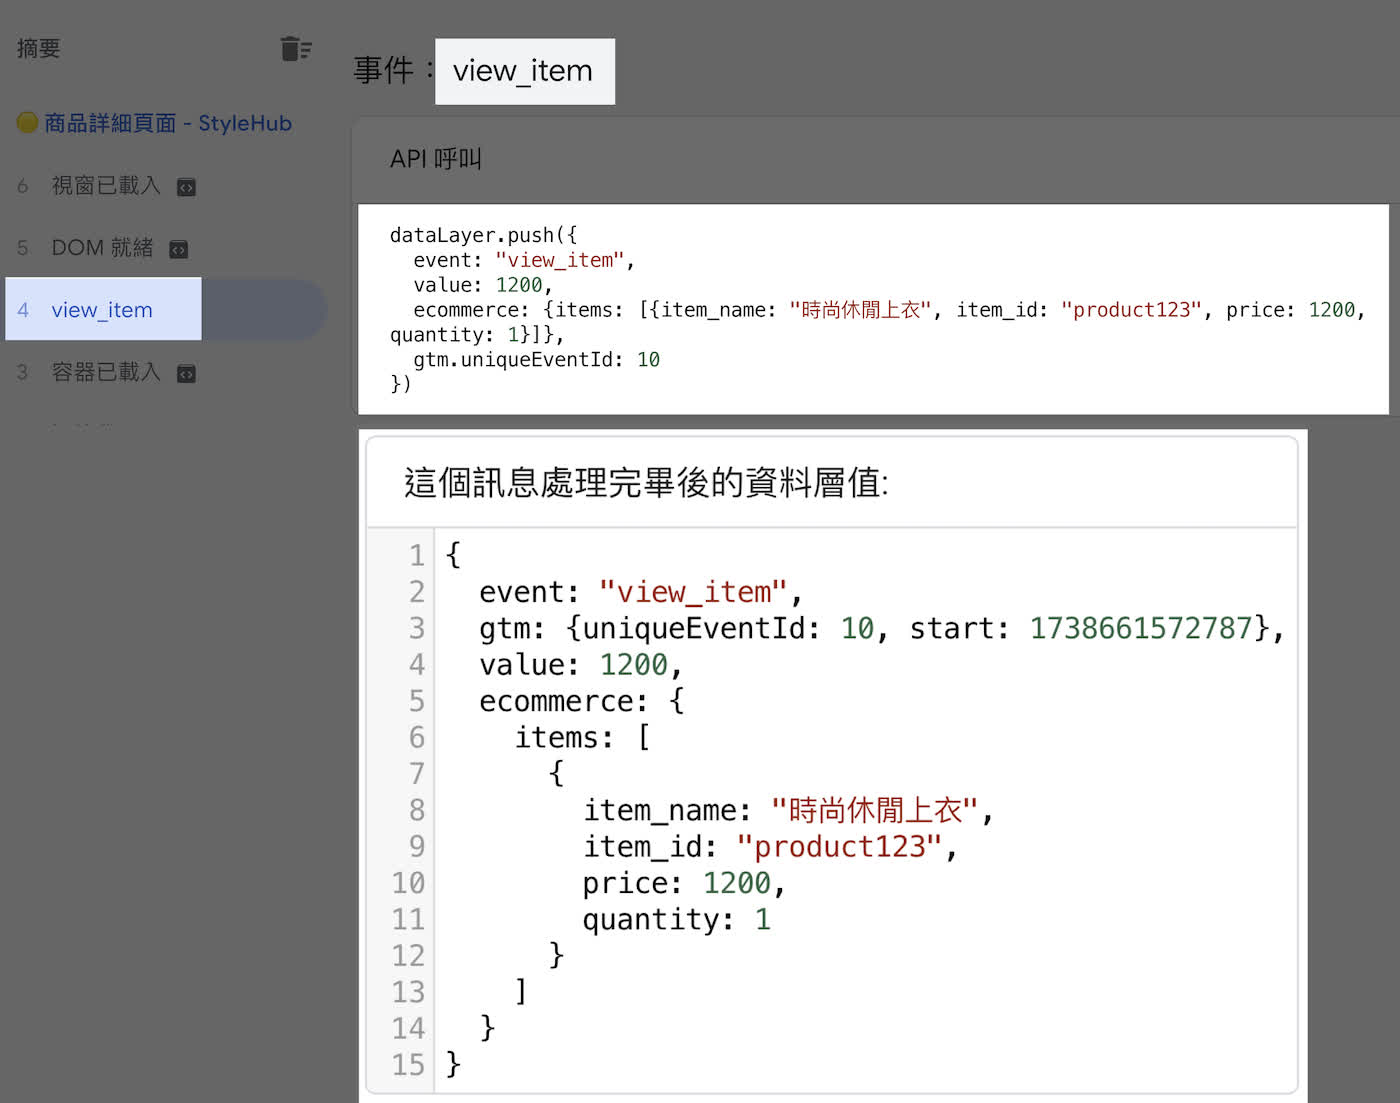 摘要
商品詳細頁面 - StyleHub
6 視窗已載入
5 DOM 就緒
4 view_item
3 容器已載入
事件：view_item
API 呼叫
dataLayer.push({
  event: "view_item",
  value: 1200,
  ecommerce: {items: [{item_name: "時尚休閒上衣", item_id: "product123", price: 1200,
quantity: 1}]},
  gtm.uniqueEventId: 10
})
這個訊息處理完畢後的資料層值:
1 {
2   event: "view_item",
3   gtm: {uniqueEventId: 10, start: 1738661572787},
4   value: 1200,
5   ecommerce: {
6     items: [
7       {
8         item_name: "時尚休閒上衣",
9         item_id: "product123",
10         price: 1200,
11         quantity: 1
12       }
13     ]
14   }
15 }